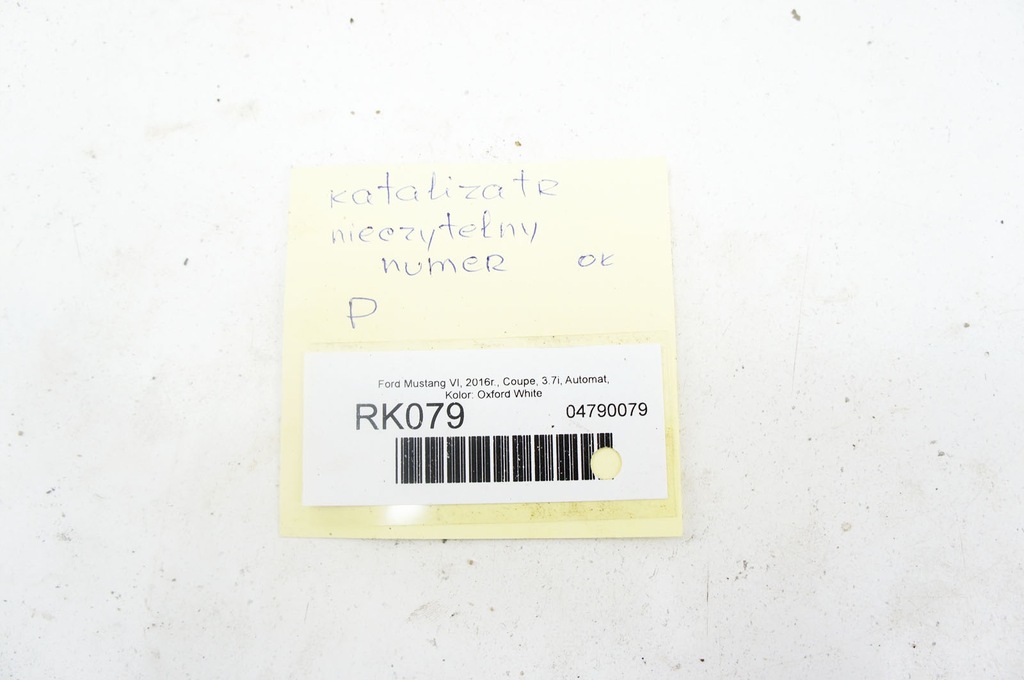 katalizatR
nieczytelny
numeR OK
P
Ford Mustang VI, 2016r., Coupe, 3.7i, Automat,
Kolor: Oxford White
RK079 04790079